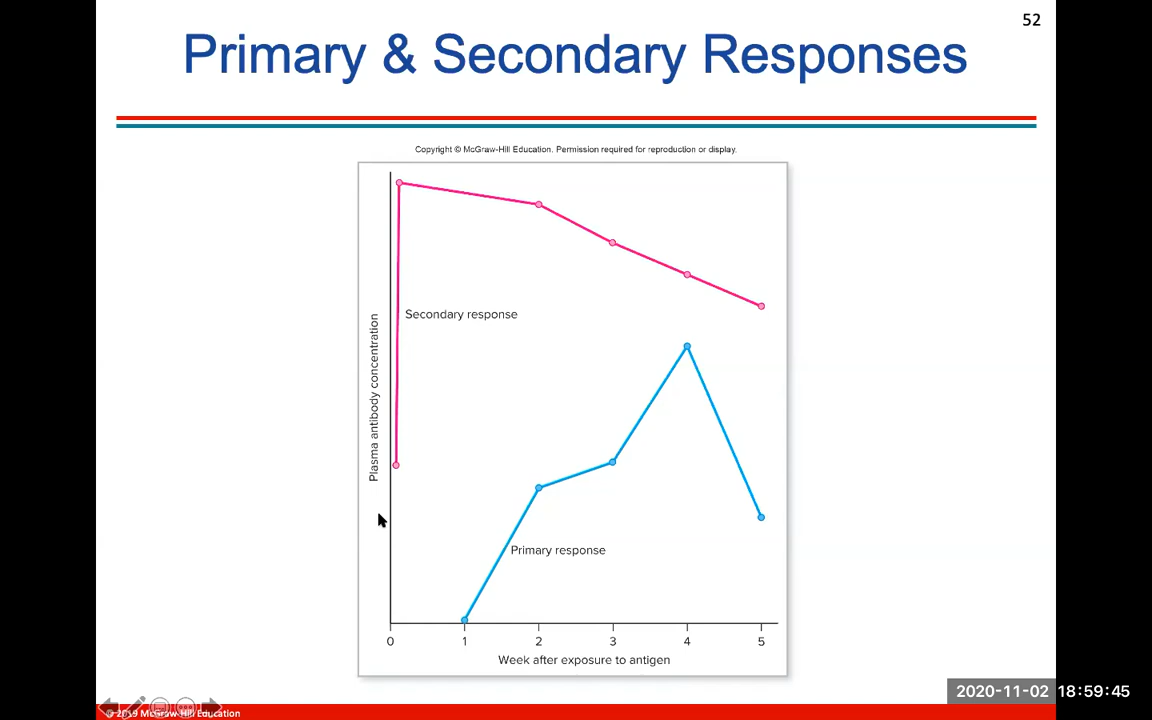 52
Primary & Secondary Responses
Copyright © McGraw-Hill Education. Permission required for reproduction or display.
Secondary response
Plasma antibody concentration
Primary response
0 1 2 3 4 5
Week after exposure to antigen
2020-11-02 18:59:45
© 2019 McGraw-Hill Education